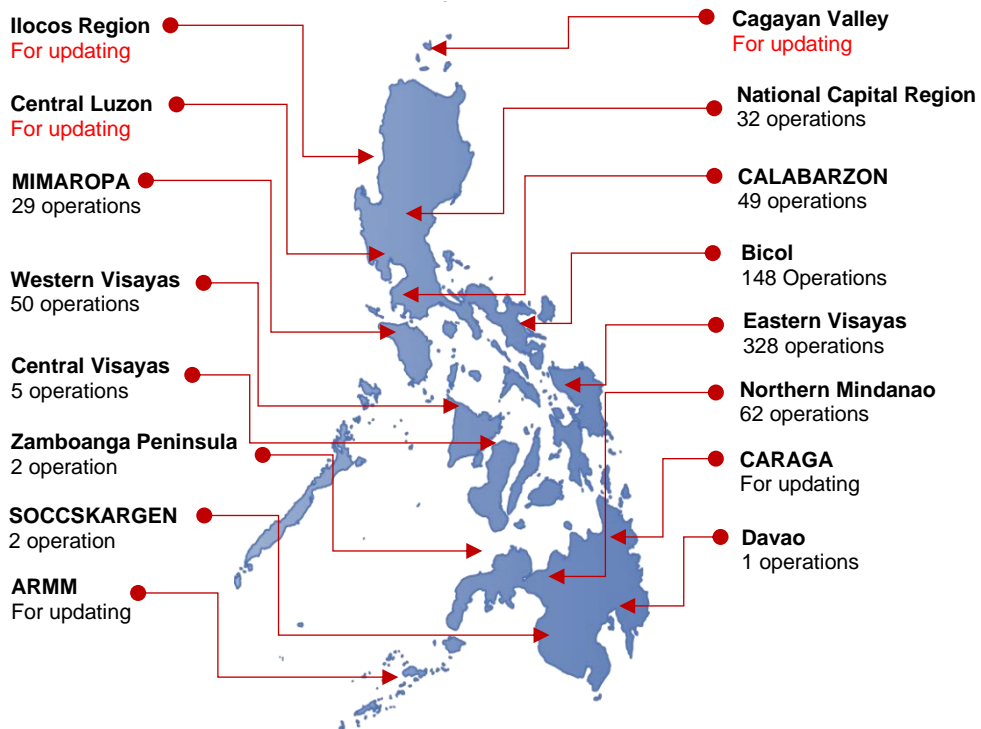 Ilocos Region
For updating
Central Luzon
For updating
MIMAROPA
29 operations
Western Visayas
50 operations
Central Visayas
5 operations
Zamboanga Peninsula
2 operation
SOCCSKARGEN
2 operation
ARMM
For updating
Cagayan Valley
For updating
National Capital Region
32 operations
CALABARZON
49 operations
Bicol
148 Operations
Eastern Visayas
328 operations
Northern Mindanao
62 operations
CARAGA
For updating
Davao
1 operations